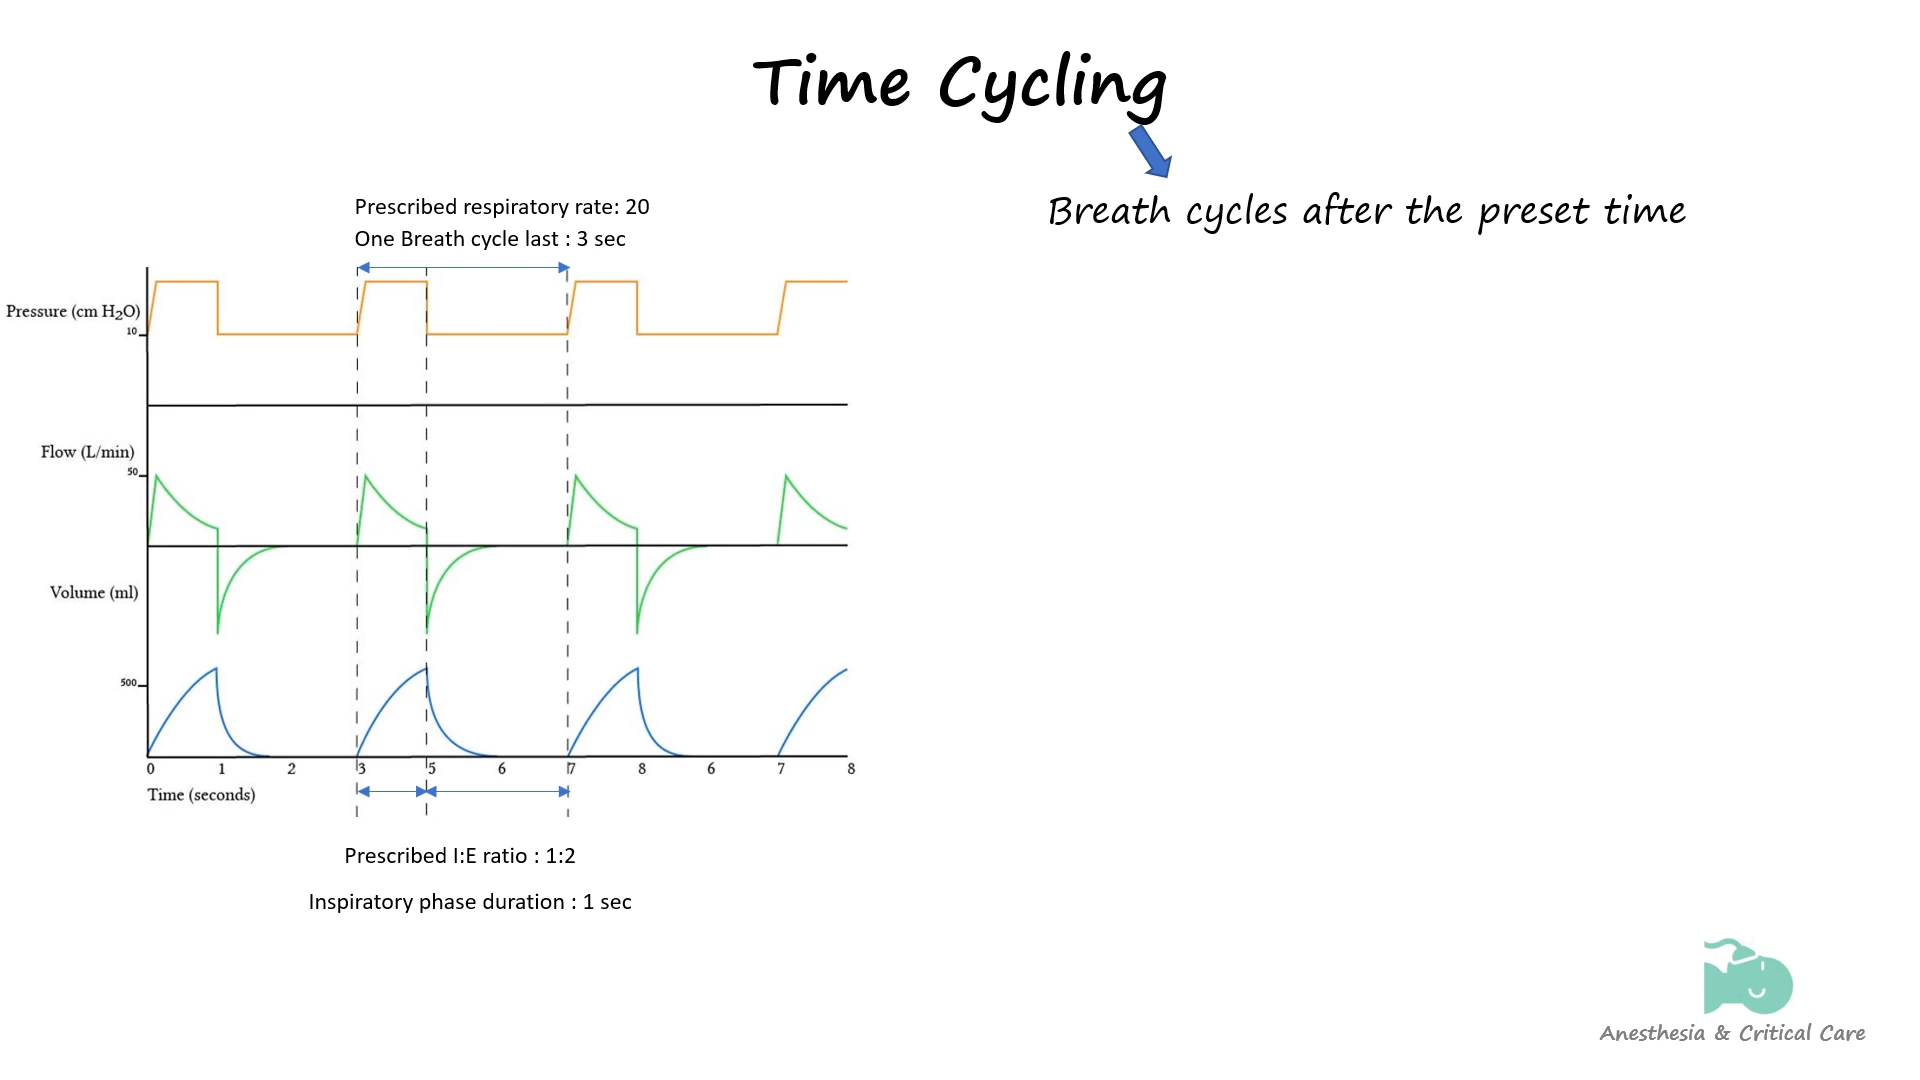 Time Cycling
Breath cycles after the preset time
Prescribed respiratory rate: 20
One Breath cycle last : 3 sec
Pressure (cm H2O)
10
Flow (L/min)
50
Volume (ml)
500
0 1 2 3 5 6 7 8 6 7 8
Time (seconds)
Prescribed I:E ratio : 1:2
Inspiratory phase duration : 1 sec
Anesthesia & Critical Care